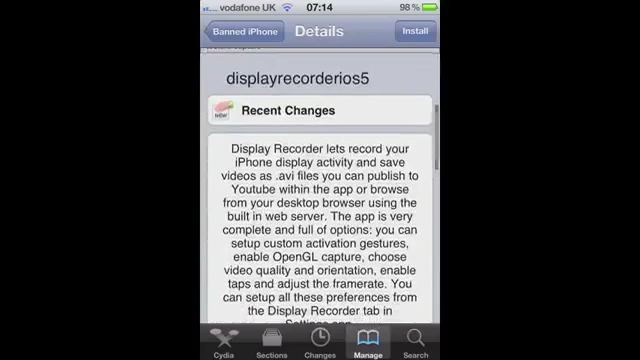 vodafone UK 07:14 98%
Banned iPhone Details Install
displayrecorderios5
NEW Recent Changes
Display Recorder lets record your
iPhone display activity and save
videos as .avi files you can publish to
Youtube within the app or browse
from your desktop browser using the
built in web server. The app is very
complete and full of options: you can
setup custom activation gestures,
enable OpenGL capture, choose
video quality and orientation, enable
taps and adjust the framerate. You
can setup all these preferences from
the Display Recorder tab in
Settings app
Cydia Sections Changes Manage Search